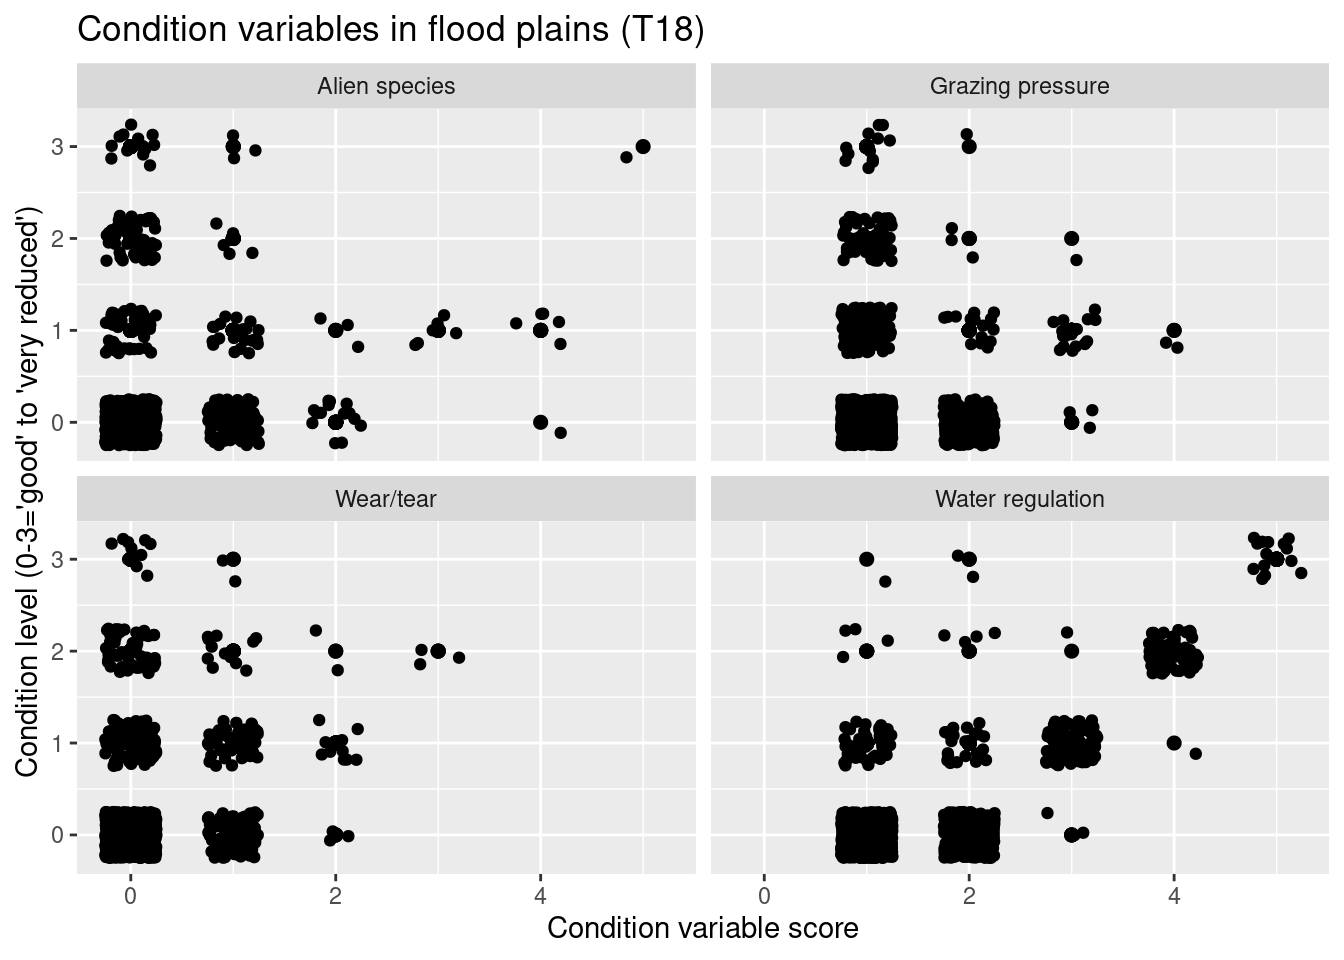 Condition variables in flood plains (T18)
Alien species
Grazing pressure
3
2
1
0
Wear/tear
Water regulation
3
2
1
0
0 2 4 0 2 4
Condition variable score
Condition level (0-3='good' to 'very reduced')